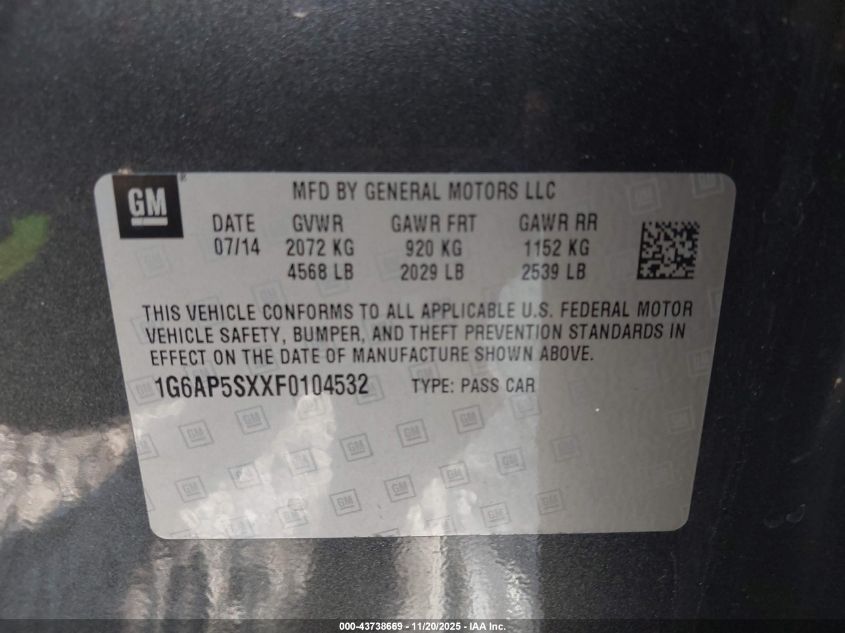 GM ®
MFD BY GENERAL MOTORS LLC
DATE GVWR GAWR FRT GAWR RR
07/14 2072 KG 920 KG 1152 KG
4568 LB 2029 LB 2539 LB
THIS VEHICLE CONFORMS TO ALL APPLICABLE U.S. FEDERAL MOTOR
VEHICLE SAFETY, BUMPER, AND THEFT PREVENTION STANDARDS IN
EFFECT ON THE DATE OF MANUFACTURE SHOWN ABOVE.
1G6AP5SXXF0104532 TYPE: PASS CAR
000-43738669 - 11/20/2025 - IAA Inc.